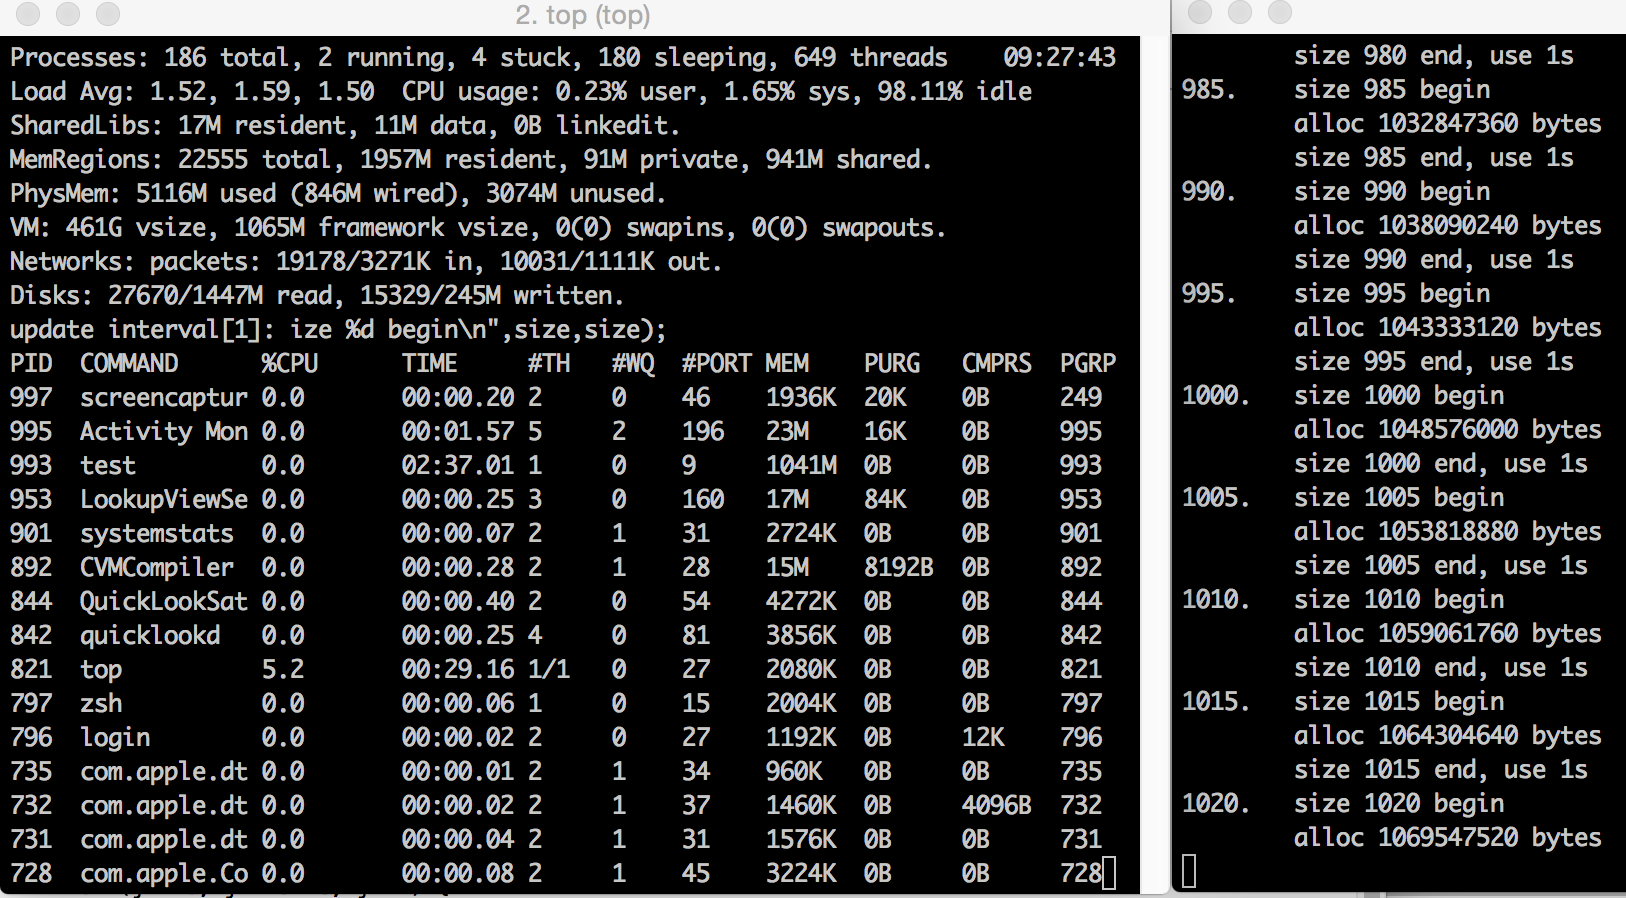 2. top (top)
Processes: 186 total, 2 running, 4 stuck, 180 sleeping, 649 threads    09:27:43
Load Avg: 1.52, 1.59, 1.50  CPU usage: 0.23% user, 1.65% sys, 98.11% idle
SharedLibs: 17M resident, 11M data, 0B linkedit.
MemRegions: 22555 total, 1957M resident, 91M private, 941M shared.
PhysMem: 5116M used (846M wired), 3074M unused.
VM: 461G vsize, 1065M framework vsize, 0(0) swapins, 0(0) swapouts.
Networks: packets: 19178/3271K in, 10031/1111K out.
Disks: 27670/1447M read, 15329/245M written.
update interval[1]: ize %d begin\n",size,size);
PID  COMMAND      %CPU      TIME     #TH   #WQ  #PORT MEM    PURG   CMPRS  PGRP
997  screencaptur 0.0       00:00.20 2     0    46    1936K  20K    0B     249
995  Activity Mon 0.0       00:01.57 5     2    196   23M    16K    0B     995
993  test         0.0       02:37.01 1     0    9     1041M  0B     0B     993
953  LookupViewSe 0.0       00:00.25 3     0    160   17M    84K    0B     953
901  systemstats  0.0       00:00.07 2     1    31    2724K  0B     0B     901
892  CVMCompiler  0.0       00:00.28 2     1    28    15M    8192B  0B     892
844  QuickLookSat 0.0       00:00.40 2     0    54    4272K  0B     0B     844
842  quicklookd   0.0       00:00.25 4     0    81    3856K  0B     0B     842
821  top          5.2       00:29.16 1/1   0    27    2080K  0B     0B     821
797  zsh          0.0       00:00.06 1     0    15    2004K  0B     0B     797
796  login        0.0       00:00.02 2     0    27    1192K  0B     12K    796
735  com.apple.dt 0.0       00:00.01 2     1    34    960K   0B     0B     735
732  com.apple.dt 0.0       00:00.02 2     1    37    1460K  0B     4096B  732
731  com.apple.dt 0.0       00:00.04 2     1    31    1576K  0B     0B     731
728  com.apple.Co 0.0       00:00.08 2     1    45    3224K  0B     0B     728
size 980 end, use 1s
985.    size 985 begin
alloc 1032847360 bytes
size 985 end, use 1s
990.    size 990 begin
alloc 1038090240 bytes
size 990 end, use 1s
995.    size 995 begin
alloc 1043333120 bytes
size 995 end, use 1s
1000.   size 1000 begin
alloc 1048576000 bytes
size 1000 end, use 1s
1005.   size 1005 begin
alloc 1053818880 bytes
size 1005 end, use 1s
1010.   size 1010 begin
alloc 1059061760 bytes
size 1010 end, use 1s
1015.   size 1015 begin
alloc 1064304640 bytes
size 1015 end, use 1s
1020.   size 1020 begin
alloc 1069547520 bytes